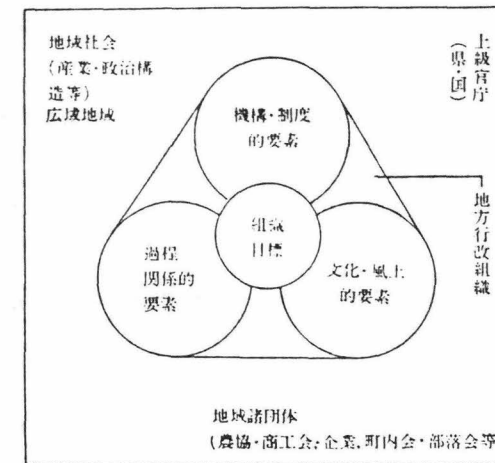 地域社会
(産業・政治構
造等)
広域地域
上級官庁
(県・国)
機構・制度
的要素
地方行政組織
組織
目標
過程
関係的
要素
文化・風土
的要素
地域諸団体
(農協・商工会・企業,町内会・部落会等